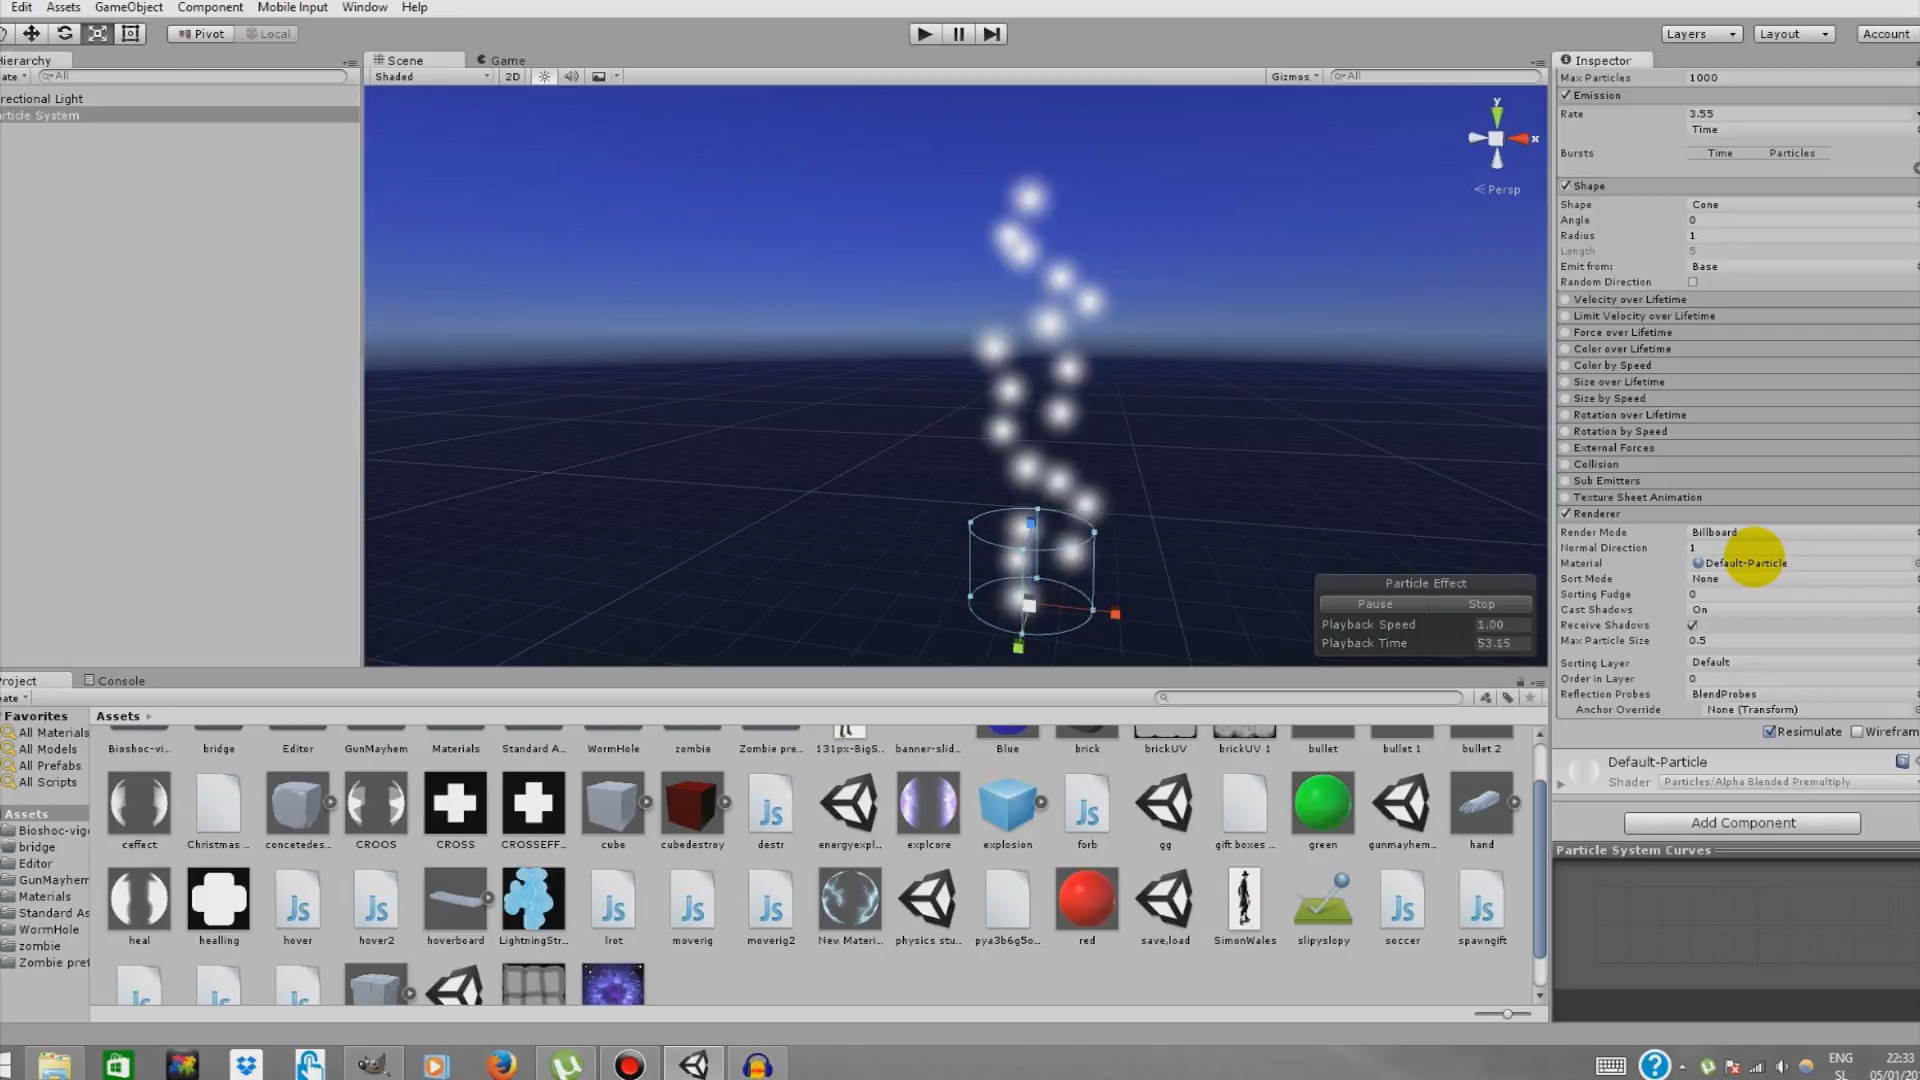 Edit Assets GameObject Component Mobile Input Window Help
Pivot Local Layers Layout Account
Hierarchy Scene Game Inspector
All Shaded 2D Gizmos All
Max Particles 1000
rectional Light
Emission
rticle System
Rate 3.55
Time
Bursts Time Particles
y
x
Persp
Shape
Shape Cone
Angle 0
Radius 1
Length 5
Emit from: Base
Random Direction
Velocity over Lifetime
Limit Velocity over Lifetime
Force over Lifetime
Color over Lifetime
Color by Speed
Size over Lifetime
Size by Speed
Rotation over Lifetime
Rotation by Speed
External Forces
Collision
Sub Emitters
Texture Sheet Animation
Renderer
Render Mode Billboard
Normal Direction 1
Material Default-Particle
Sort Mode None
Sorting Fudge 0
Cast Shadows On
Receive Shadows
Max Particle Size 0.5
Sorting Layer Default
Order in Layer 0
Reflection Probes BlendProbes
Anchor Override None (Transform)
Resimulate Wirefram
Particle Effect
Pause Stop
Playback Speed 1.00
Playback Time 53.15
Default-Particle
Shader Particles/Alpha Blended Premultiply
Add Component
Particle System Curves
Project Console
Favorites
All Materials
All Models
All Prefabs
All Scripts
Assets
Bioshoc-vig
bridge
Editor
GunMayhem
Materials
Standard As
WormHole
zombie
Zombie pref
Assets
Bioshoc-vi... bridge Editor GunMayhem Materials Standard A... WormHole zombie Zombie pre... 131px-BigS... banner-slid... Blue brick brickUV brickUV 1 bullet bullet 1 bullet 2
ceffect Christmas .. concetedes... CROOS CROSS CROSSEFF... cube cubedestroy destr energyexpl... explcore explosion forb gg gift boxes .. green gunmayhem... hand
heal healling hover hover2 hoverboard LightningStr... lrot moverig moverig2 New Materi... physics stu.. pya3b6g5o.. red save,load SimonWales slipyslopy soccer spawngift
ENG 22:33
SL 05/01/20